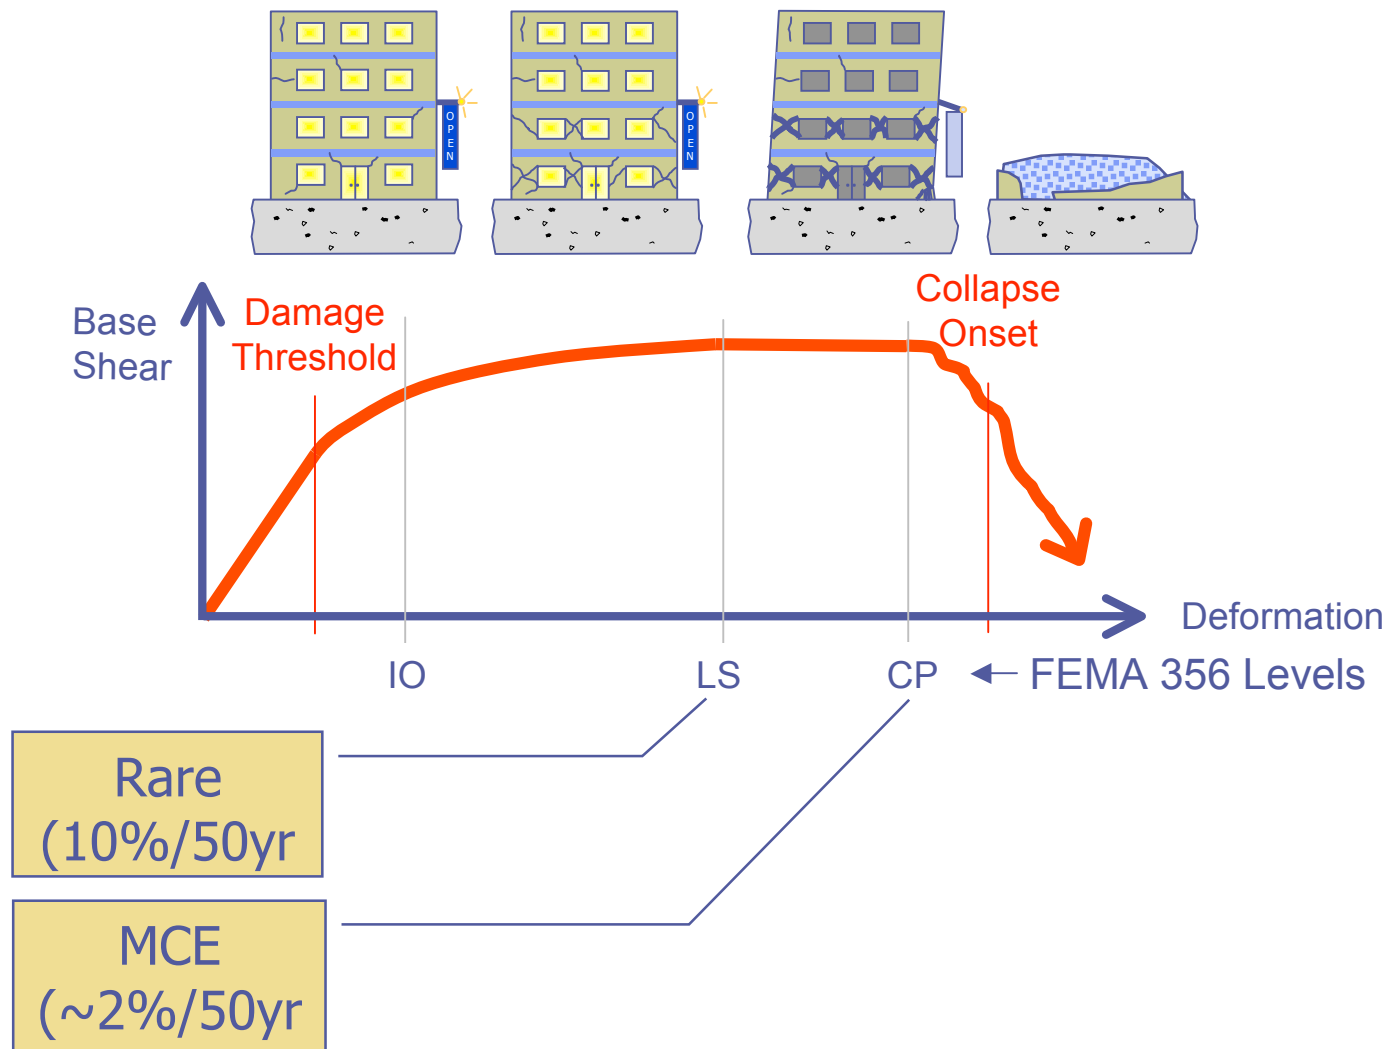 OPEN
OPEN
Base
Shear
Damage
Threshold
Collapse
Onset
Deformation
IO
LS
CP
FEMA 356 Levels
Rare
(10%/50yr
MCE
(~2%/50yr